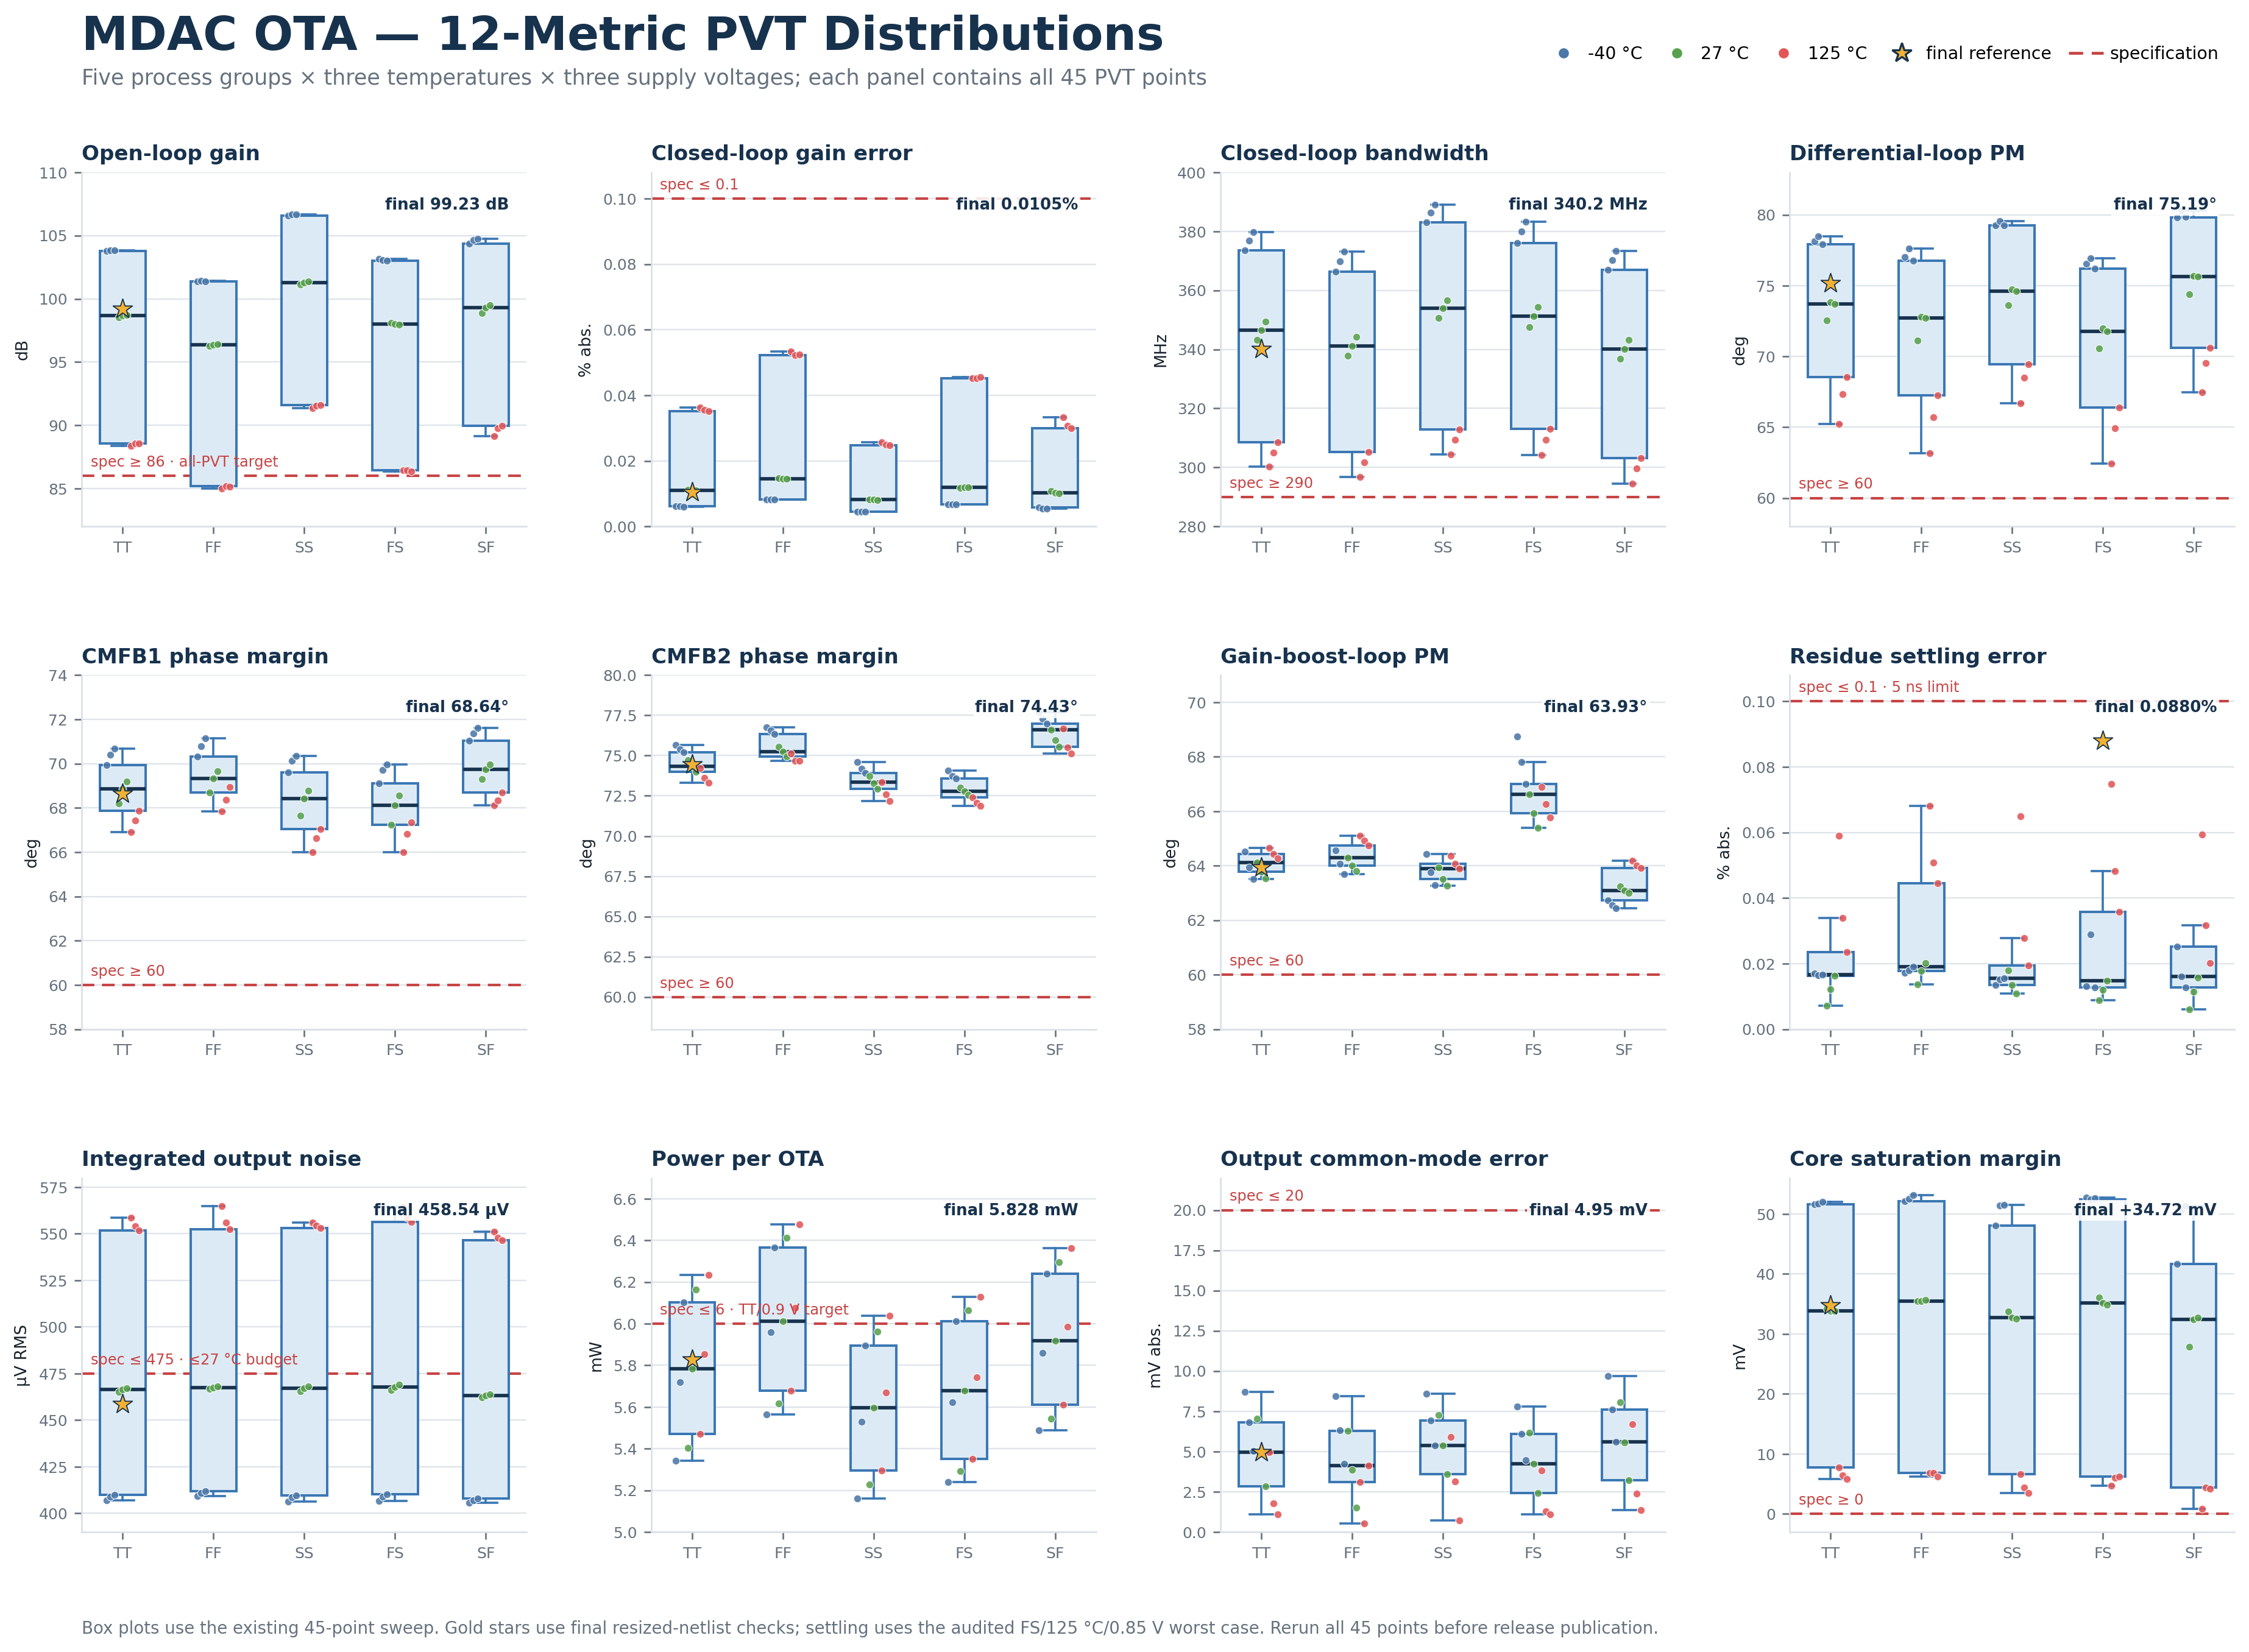 MDAC OTA — 12-Metric PVT Distributions
Five process groups × three temperatures × three supply voltages; each panel contains all 45 PVT points
-40 °C
27 °C
125 °C
final reference
specification
Open-loop gain
final 99.23 dB
spec ≥ 86 · all-PVT target
dB
110
105
100
95
90
85
TT FF SS FS SF
Closed-loop gain error
spec ≤ 0.1
final 0.0105%
% abs.
0.10
0.08
0.06
0.04
0.02
0.00
TT FF SS FS SF
Closed-loop bandwidth
final 340.2 MHz
spec ≥ 290
MHz
400
380
360
340
320
300
280
TT FF SS FS SF
Differential-loop PM
final 75.19°
spec ≥ 60
deg
80
75
70
65
60
TT FF SS FS SF
CMFB1 phase margin
final 68.64°
spec ≥ 60
deg
74
72
70
68
66
64
62
60
58
TT FF SS FS SF
CMFB2 phase margin
final 74.43°
spec ≥ 60
deg
80.0
77.5
75.0
72.5
70.0
67.5
65.0
62.5
60.0
TT FF SS FS SF
Gain-boost-loop PM
final 63.93°
spec ≥ 60
deg
70
68
66
64
62
60
58
TT FF SS FS SF
Residue settling error
spec ≤ 0.1 · 5 ns limit
final 0.0880%
% abs.
0.10
0.08
0.06
0.04
0.02
0.00
TT FF SS FS SF
Integrated output noise
final 458.54 µV
spec ≤ 475 · ≤27 °C budget
µV RMS
575
550
525
500
475
450
425
400
TT FF SS FS SF
Power per OTA
final 5.828 mW
spec ≤ 6 · TT/0.9 V target
mW
6.6
6.4
6.2
6.0
5.8
5.6
5.4
5.2
5.0
TT FF SS FS SF
Output common-mode error
spec ≤ 20
final 4.95 mV
mV abs.
20.0
17.5
15.0
12.5
10.0
7.5
5.0
2.5
0.0
TT FF SS FS SF
Core saturation margin
final +34.72 mV
spec ≥ 0
mV
50
40
30
20
10
0
TT FF SS FS SF
Box plots use the existing 45-point sweep. Gold stars use final resized-netlist checks; settling uses the audited FS/125 °C/0.85 V worst case. Rerun all 45 points before release publication.